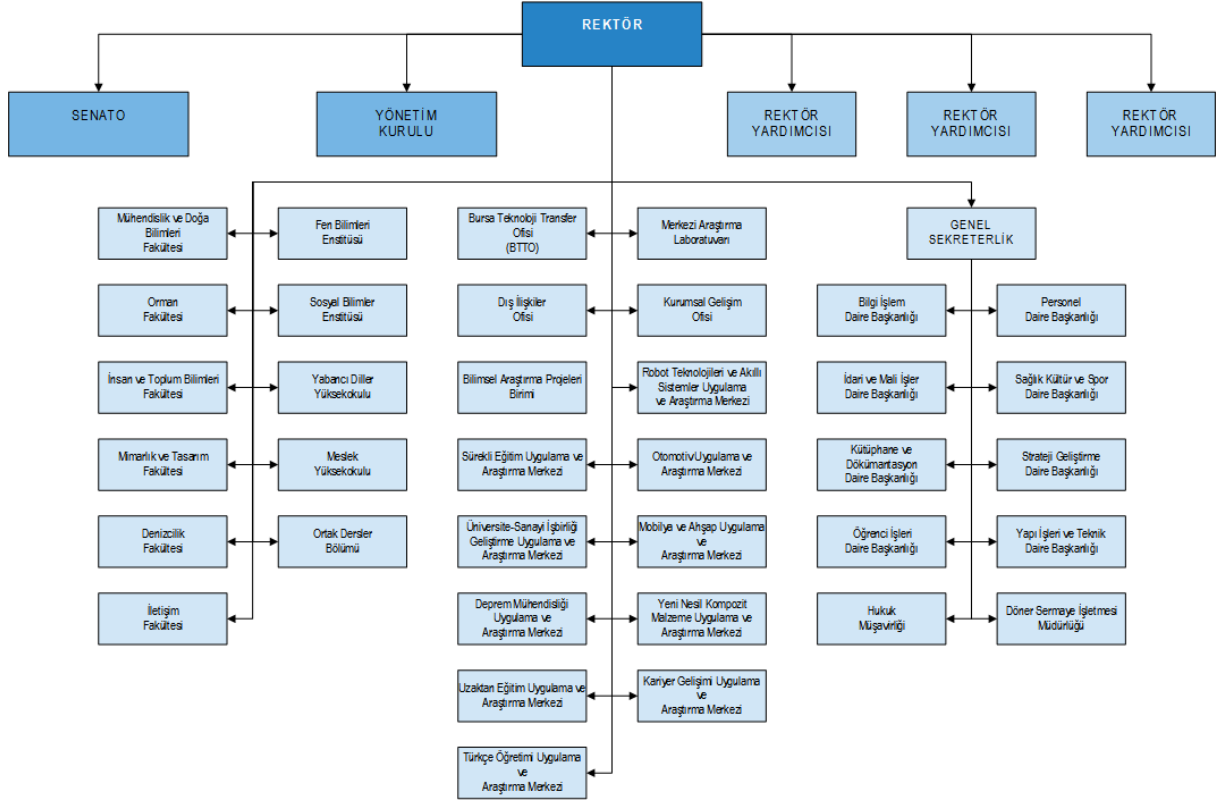 REKTÖR
SENATO
YÖNETİM
KURULU
REKTÖR
YARDIMCISI
REKTÖR
YARDIMCISI
REKTÖR
YARDIMCISI
Mühendislik ve Doğa
Bilimleri
Fakültesi
Fen Bilimleri
Enstitüsü
Orman
Fakültesi
Sosyal Bilimler
Enstitüsü
İnsan ve Toplum Bilimleri
Fakültesi
Yabancı Diller
Yüksekokulu
Mimarlık ve Tasarım
Fakültesi
Meslek
Yüksekokulu
Denizcilik
Fakültesi
Ortak Dersler
Bölümü
İletişim
Fakültesi
Bursa Teknoloji Transfer
Ofisi
(BTTO)
Merkezi Araştırma
Laboratuvarı
Dış İlişkiler
Ofisi
Kurumsal Gelişim
Ofisi
Bilimsel Araştırma Projeleri
Birimi
Robot Teknolojileri ve Akıllı
Sistemler Uygulama
ve Araştırma Merkezi
Sürekli Eğitim Uygulama ve
Araştırma Merkezi
Otomotiv Uygulama ve
Araştırma Merkezi
Üniversite-Sanayi İşbirliği
Geliştirme Uygulama ve
Araştırma Merkezi
Mobilya ve Ahşap Uygulama
ve
Araştırma Merkezi
Deprem Mühendisliği
Uygulama ve
Araştırma Merkezi
Yeni Nesil Kompozit
Malzeme Uygulama ve
Araştırma Merkezi
Uzaktan Eğitim Uygulama ve
Araştırma Merkezi
Kariyer Gelişimi Uygulama
ve
Araştırma Merkezi
Türkçe Öğretimi Uygulama
ve
Araştırma Merkezi
GENEL
SEKRETERLİK
Bilgi İşlem
Daire Başkanlığı
Personel
Daire Başkanlığı
İdari ve Mali İşler
Daire Başkanlığı
Sağlık Kültür ve Spor
Daire Başkanlığı
Kütüphane ve
Dökümantasyon
Daire Başkanlığı
Strateji Geliştirme
Daire Başkanlığı
Öğrenci İşleri
Daire Başkanlığı
Yapı İşleri ve Teknik
Daire Başkanlığı
Hukuk
Müşavirliği
Döner Sermaye İşletmesi
Müdürlüğü